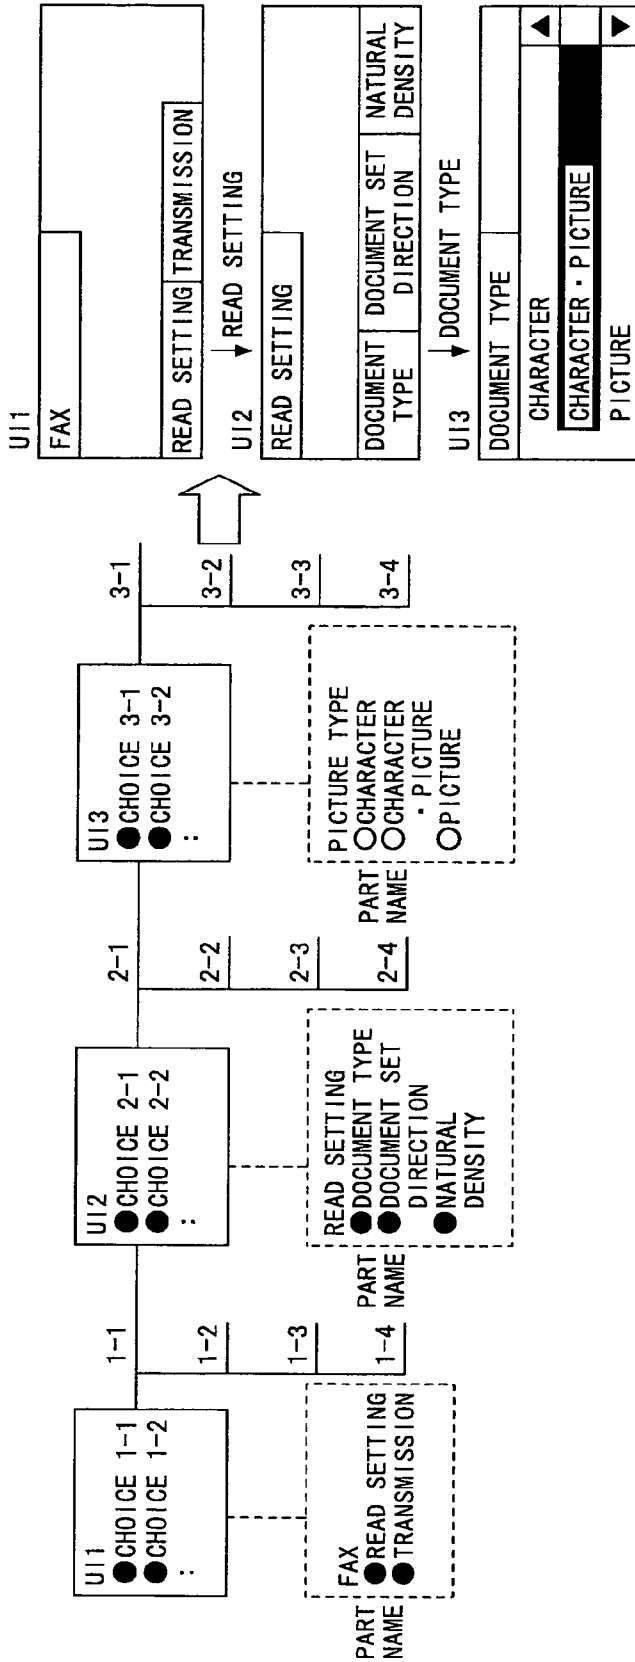 UI1
●CHOICE 1-1
●CHOICE 1-2
:
1-1
1-2
1-3
1-4
PART
NAME
FAX
●READ SETTING
●TRANSMISSION
UI2
●CHOICE 2-1
●CHOICE 2-2
:
2-1
2-2
2-3
2-4
PART
NAME
READ SETTING
●DOCUMENT TYPE
●DOCUMENT SET
DIRECTION
●NATURAL
DENSITY
UI3
●CHOICE 3-1
●CHOICE 3-2
:
3-1
3-2
3-3
3-4
PART
NAME
PICTURE TYPE
○CHARACTER
○CHARACTER
・PICTURE
○PICTURE
UI1
FAX
READ SETTING
TRANSMISSION
READ SETTING
UI2
READ SETTING
DOCUMENT
TYPE
DOCUMENT SET
DIRECTION
NATURAL
DENSITY
DOCUMENT TYPE
UI3
DOCUMENT TYPE
CHARACTER
CHARACTER・PICTURE
PICTURE